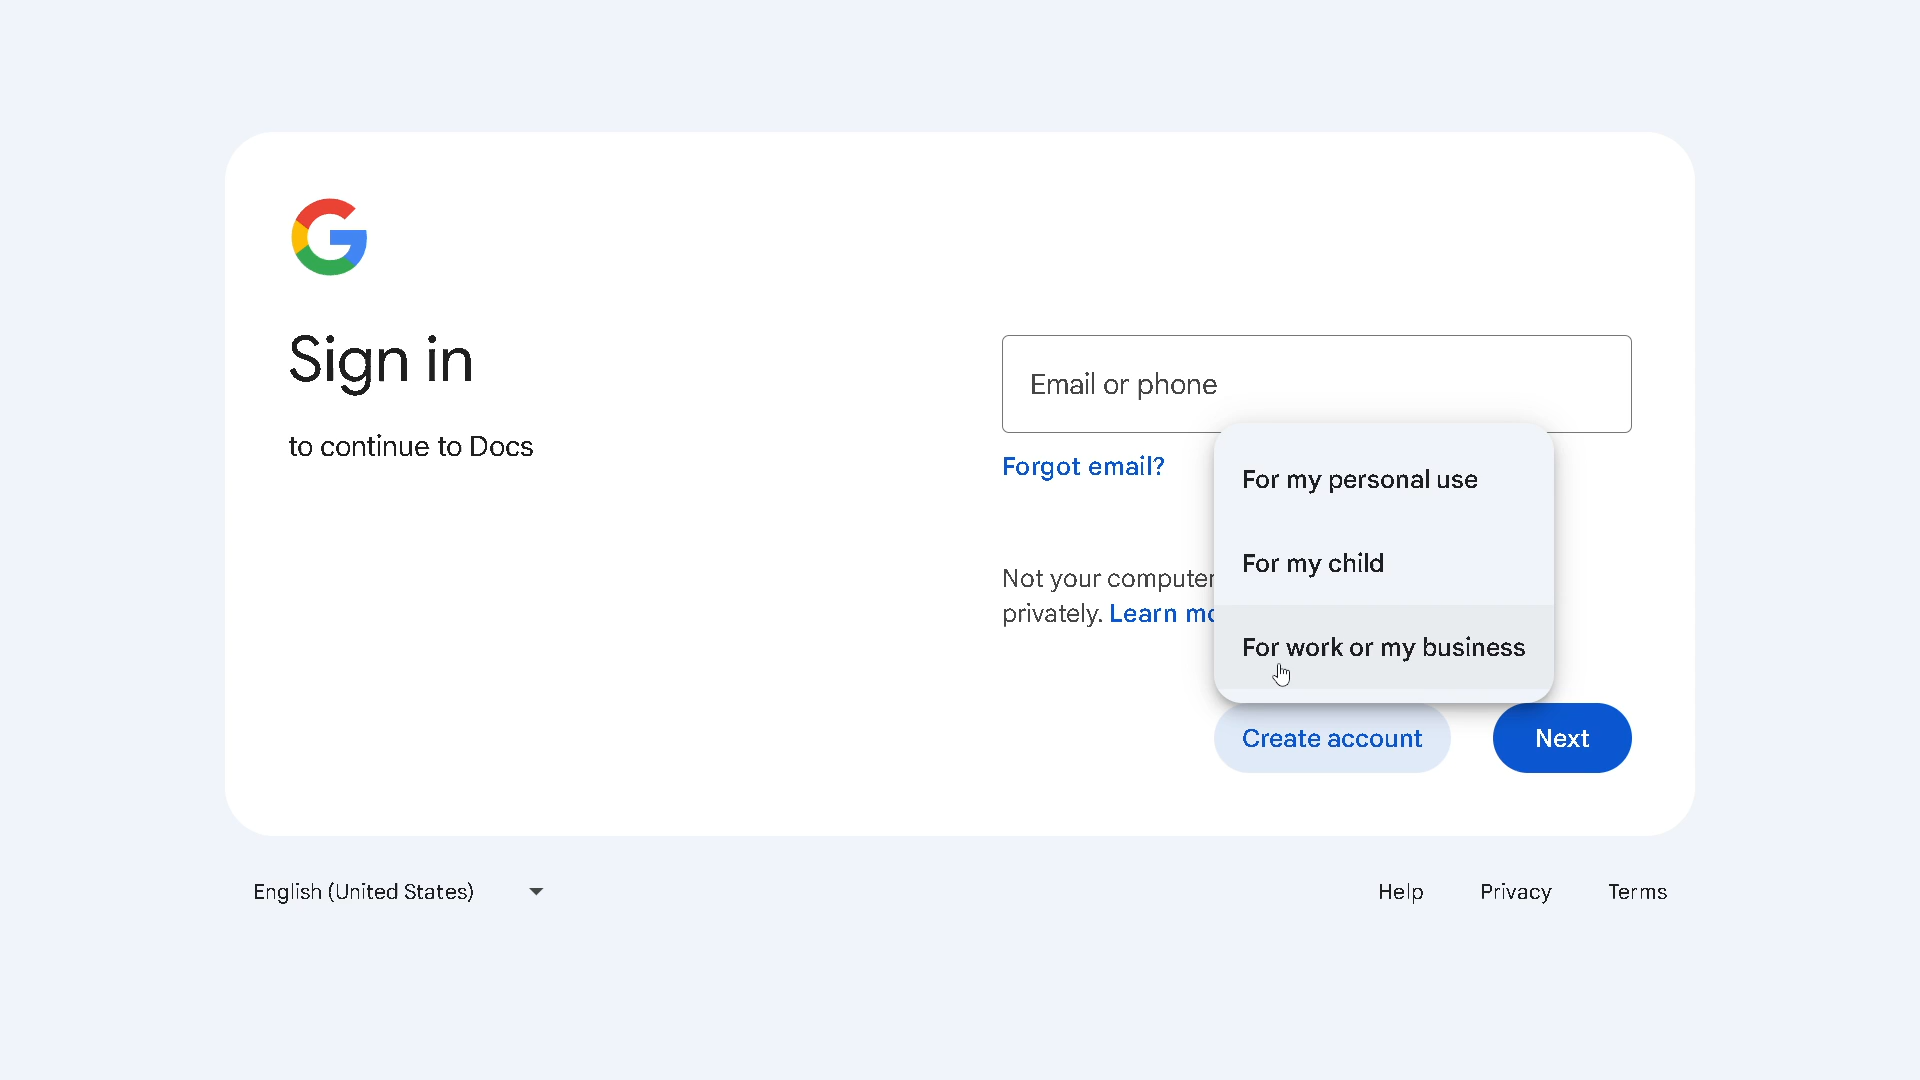 Sign in
to continue to Docs
Email or phone
Forgot email?
For my personal use
For my child
For work or my business
Not your computer
privately. Learn
Create account
Next
English (United States)
Help
Privacy
Terms